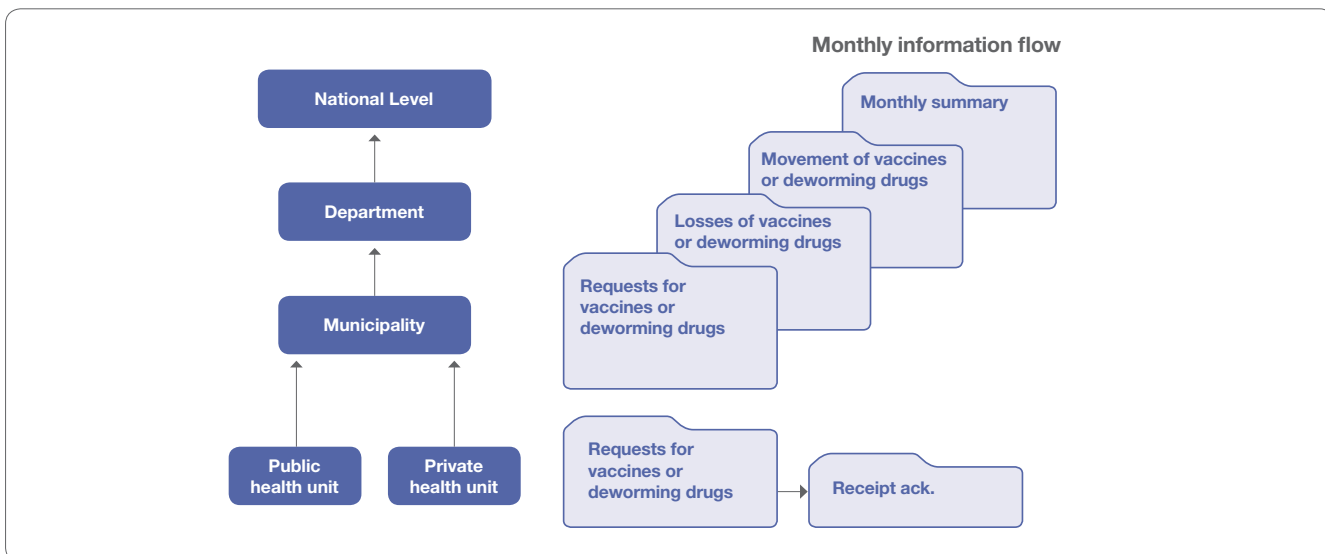 Monthly information flow
National Level
Department
Municipality
Public
health unit
Private
health unit
Monthly summary
Movement of vaccines
or deworming drugs
Losses of vaccines
or deworming drugs
Requests for
vaccines or
deworming drugs
Requests for
vaccines or
deworming drugs
Receipt ack.